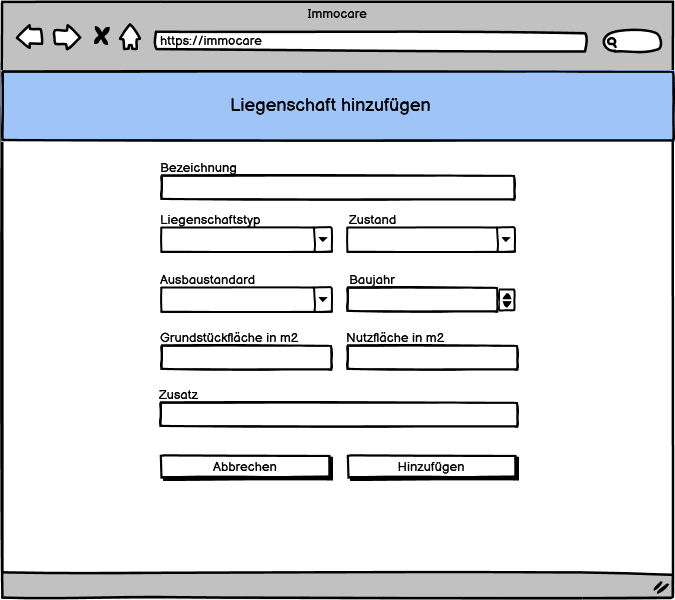 Immocare
https://immocare
Liegenschaft hinzufügen
Bezeichnung
Liegenschaftstyp Zustand
Ausbaustandard Baujahr
Grundstückfläche in m2 Nutzfläche in m2
Zusatz
Abbrechen Hinzufügen